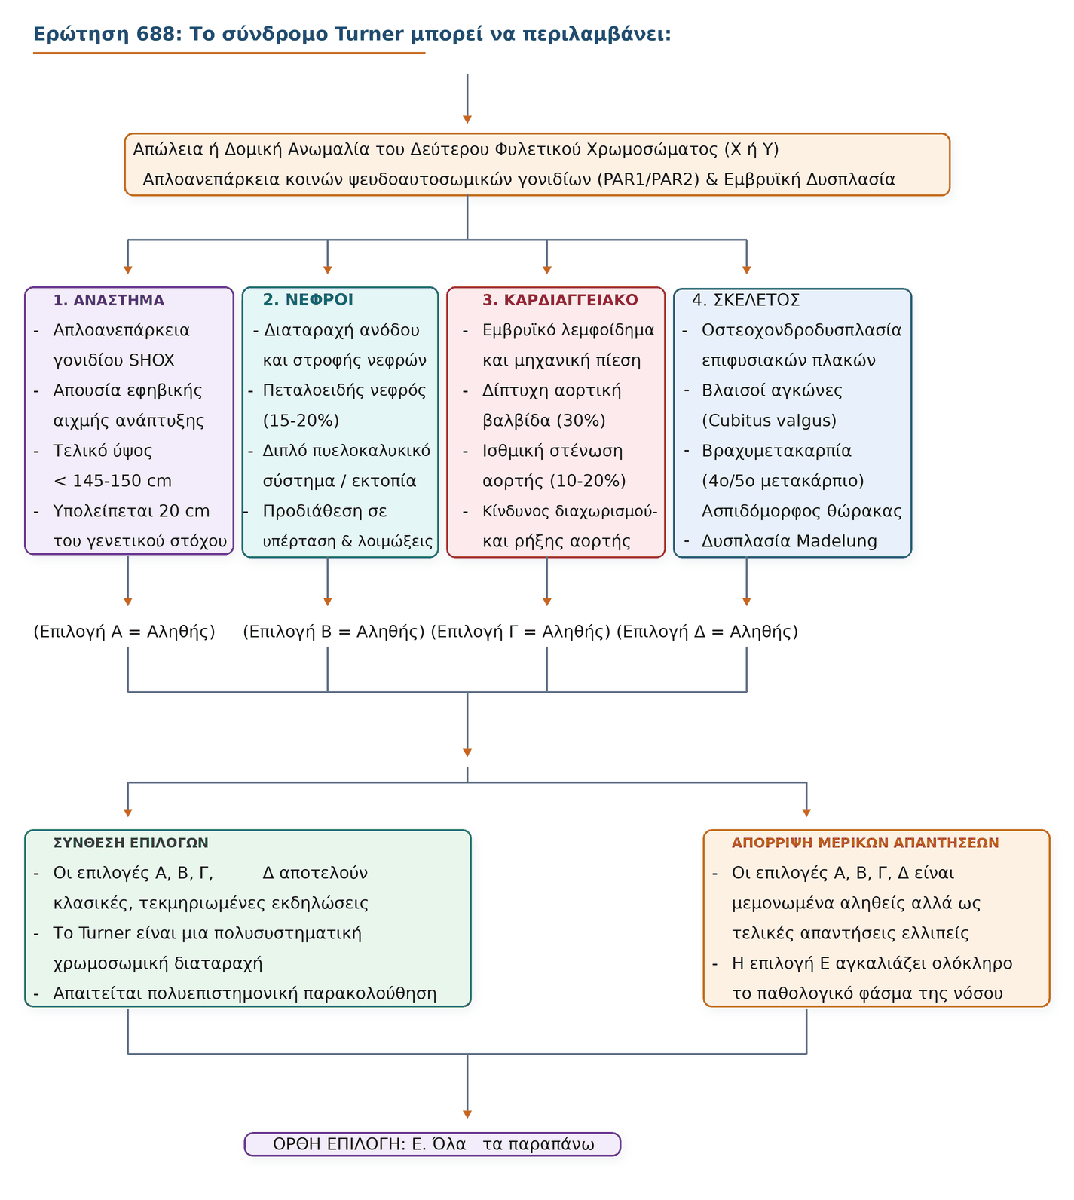 Ερώτηση 688: Το σύνδρομο Turner μπορεί να περιλαμβάνει:
Απώλεια ή Δομική Ανωμαλία του Δεύτερου Φυλετικού Χρωμοσώματος (Χ ή Υ)
Απλοανεπάρκεια κοινών ψευδοαυτοσωμικών γονιδίων (PAR1/PAR2) & Εμβρυϊκή Δυσπλασία
1. ΑΝΑΣΤΗΜΑ
- Απλοανεπάρκεια
γονιδίου SHOX
- Απουσία εφηβικής
αιχμής ανάπτυξης
- Τελικό ύψος
< 145-150 cm
- Υπολείπεται 20 cm
του γενετικού στόχου
2. ΝΕΦΡΟΙ
- Διαταραχή ανόδου
και στροφής νεφρών
- Πεταλοειδής νεφρός
(15-20%)
- Διπλό πυελοκαλυκικό
σύστημα / εκτοπία
- Προδιάθεση σε
υπέρταση & λοιμώξεις
3. ΚΑΡΔΙΑΓΓΕΙΑΚΟ
- Εμβρυϊκό λεμφοίδημα
και μηχανική πίεση
- Δίπτυχη αορτική
βαλβίδα (30%)
- Ισθμική στένωση
αορτής (10-20%)
- Κίνδυνος διαχωρισμού-
και ρήξης αορτής
4. ΣΚΕΛΕΤΟΣ
- Οστεοχονδροδυσπλασία
επιφυσιακών πλακών
- Βλαισοί αγκώνες
(Cubitus valgus)
- Βραχυμετακαρπία
(4ο/5ο μετακάρπιο)
Ασπιδόμορφος θώρακας
- Δυσπλασία Madelung
(Επιλογή Α = Αληθής) (Επιλογή Β = Αληθής) (Επιλογή Γ = Αληθής) (Επιλογή Δ = Αληθής)
ΣΥΝΘΕΣΗ ΕΠΙΛΟΓΩΝ
- Οι επιλογές Α, Β, Γ, Δ αποτελούν
κλασικές, τεκμηριωμένες εκδηλώσεις
- Το Turner είναι μια πολυσυστηματική
χρωμοσωμική διαταραχή
- Απαιτείται πολυεπιστημονική παρακολούθηση
ΑΠΟΡΡΙΨΗ ΜΕΡΙΚΩΝ ΑΠΑΝΤΗΣΕΩΝ
- Οι επιλογές Α, Β, Γ, Δ είναι
μεμονωμένα αληθείς αλλά ως
τελικές απαντήσεις ελλιπείς
- Η επιλογή Ε αγκαλιάζει ολόκληρο
το παθολογικό φάσμα της νόσου
ΟΡΘΗ ΕΠΙΛΟΓΗ: Ε. Όλα τα παραπάνω